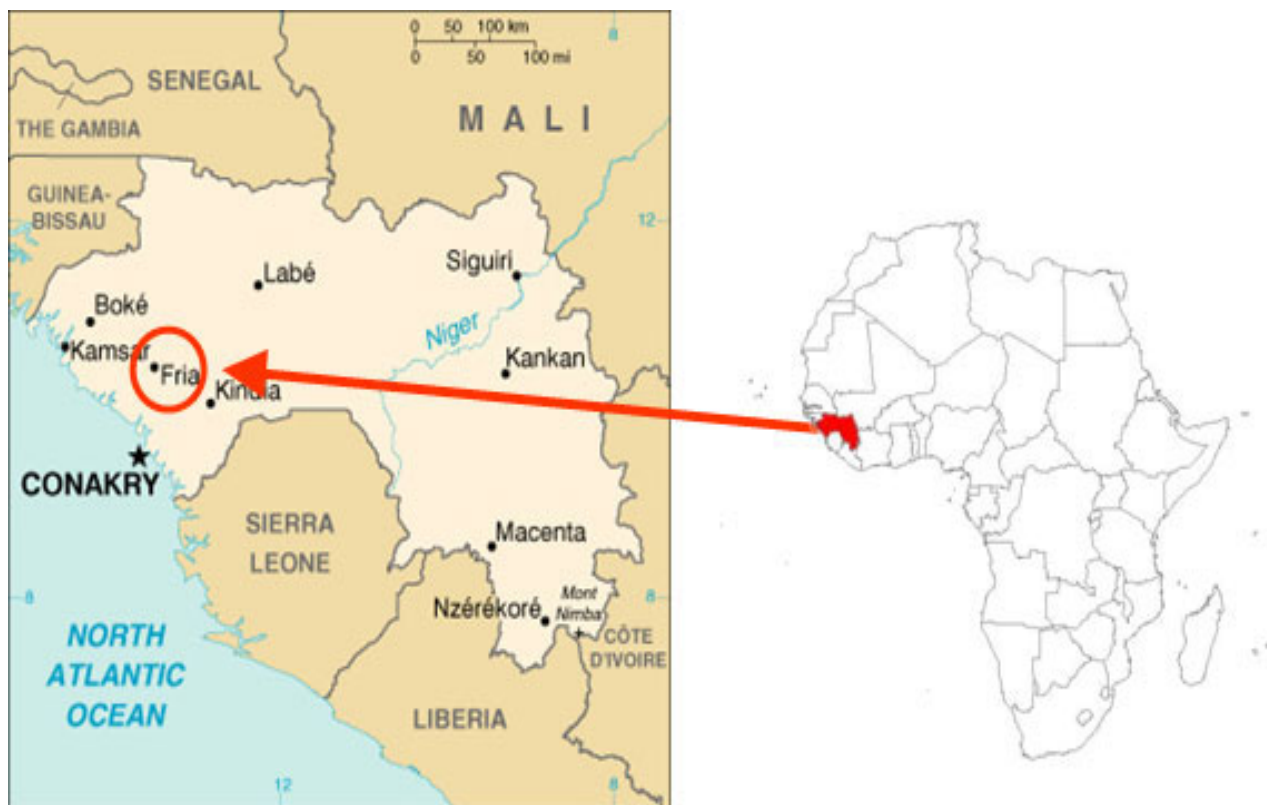 0 50 100 km
0 50 100 mi
8
SENEGAL
MALI
THE GAMBIA
GUINEA-
BISSAU
12
Labé
Siguiri
Boké
Niger
Kamsar
Fria
Kankan
Kindia
CONAKRY
SIERRA
LEONE
Macenta
8
Mont
Nimba
8
Nzérékoré
NORTH
ATLANTIC
OCEAN
CÔTE
D'IVOIRE
LIBERIA
12
8